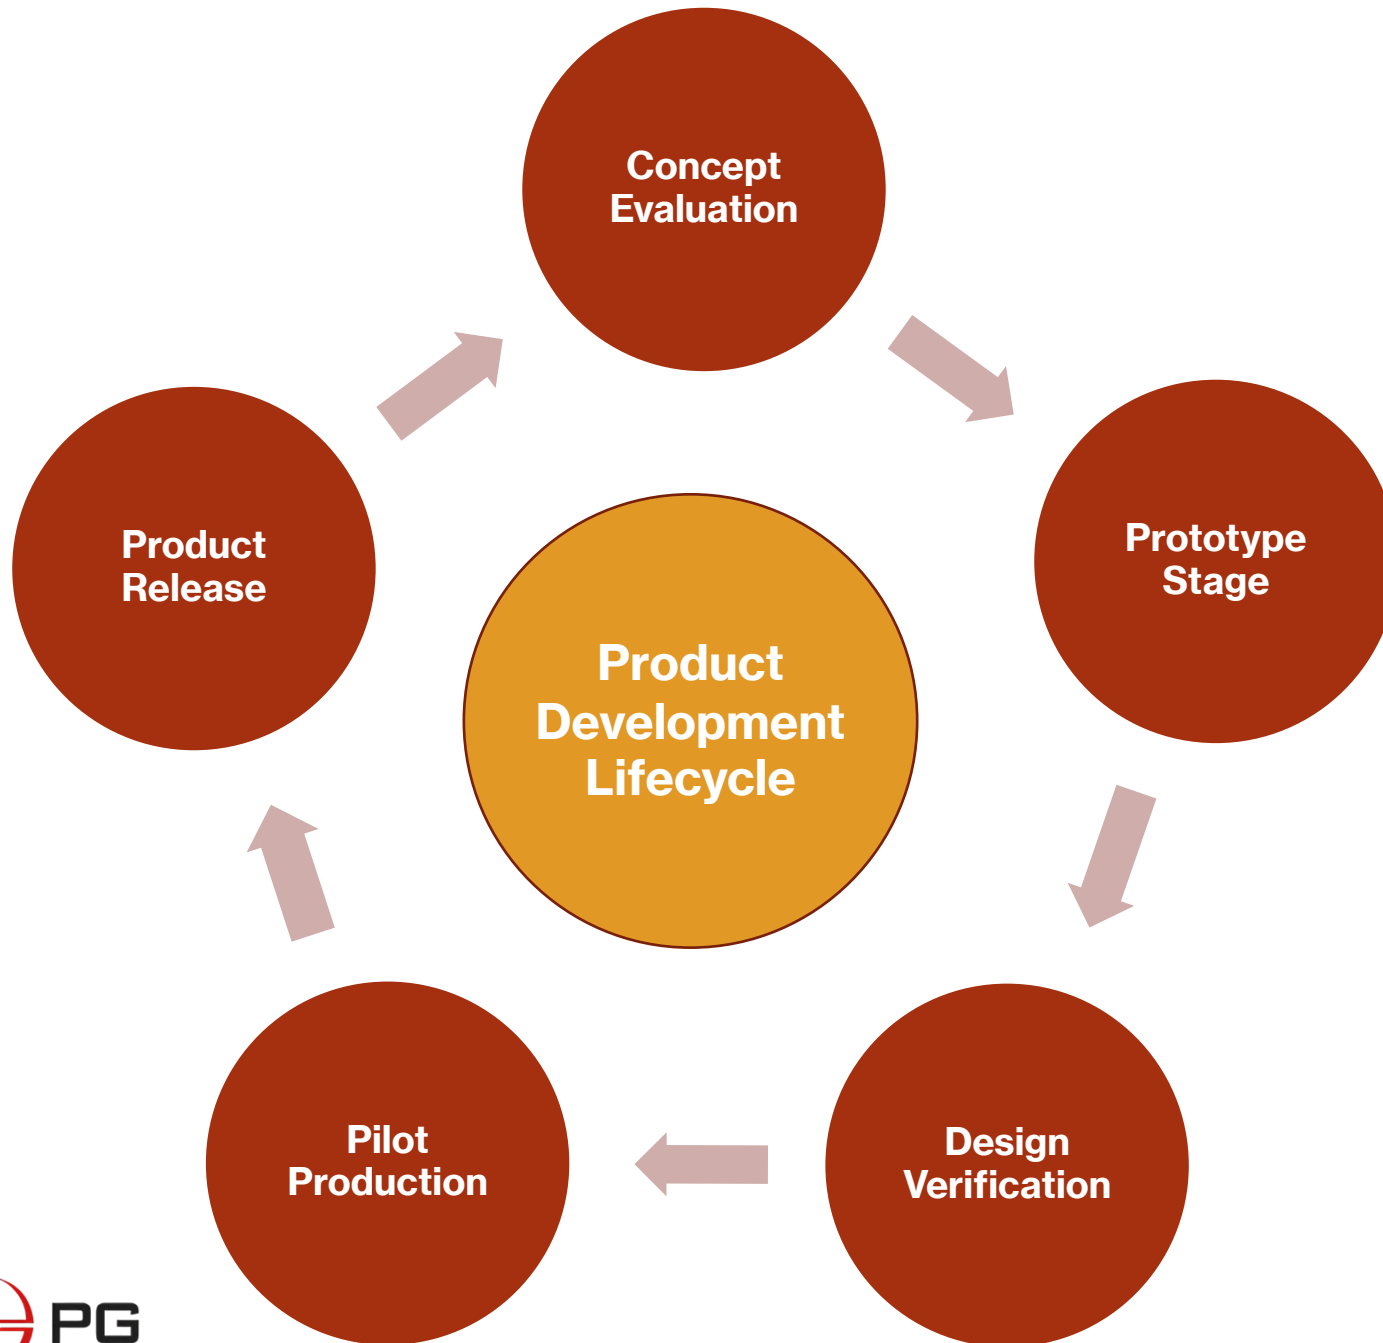 Concept
Evaluation
Prototype
Stage
Product
Release
Product
Development
Lifecycle
Pilot
Production
Design
Verification
PG